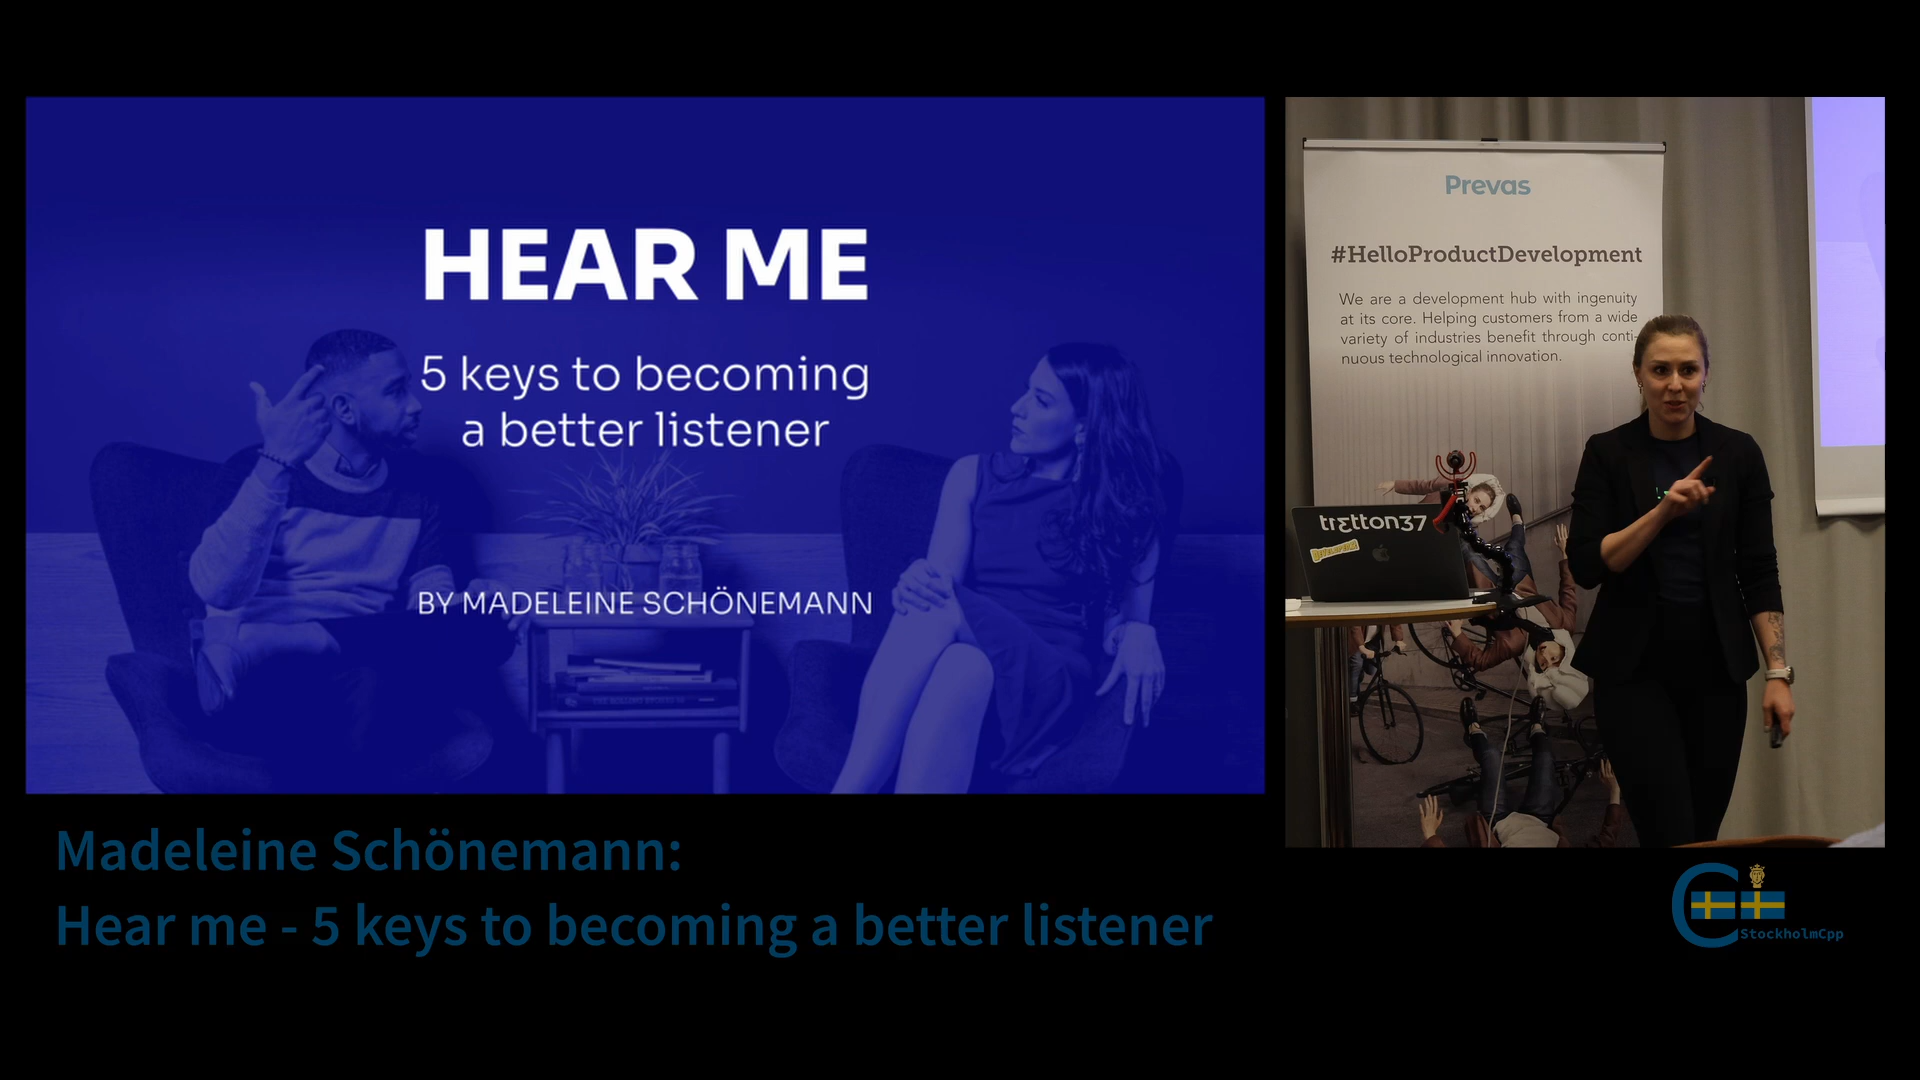 HEAR ME
5 keys to becoming
a better listener
BY MADELEINE SCHÖNEMANN
Prevas
#HelloProductDevelopment
We are a development hub with ingenuity
at its core. Helping customers from a wide
variety of industries benefit through conti-
nuous technological innovation.
tretton37
Madeleine Schönemann:
Hear me - 5 keys to becoming a better listener
StockholmCpp